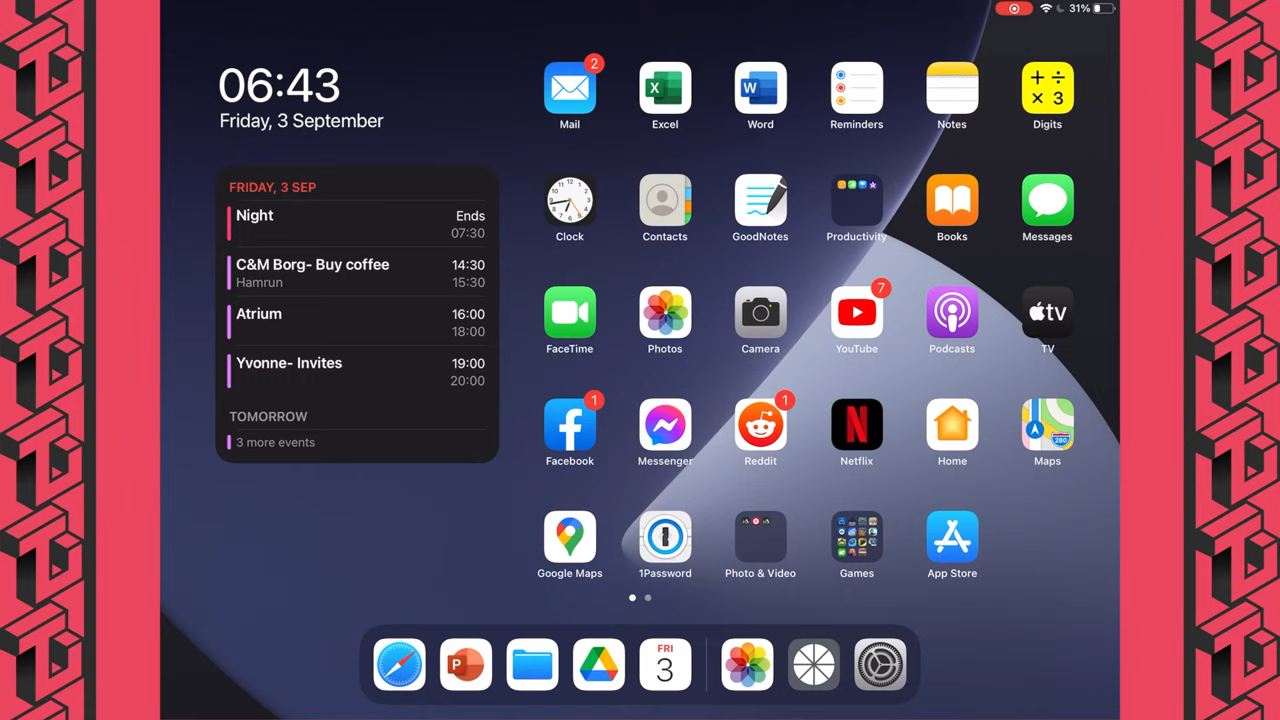 31%
06:43
Friday, 3 September
FRIDAY, 3 SEP
Night Ends
07:30
C&M Borg- Buy coffee 14:30
Hamrun 15:30
Atrium 16:00
18:00
Yvonne- Invites 19:00
20:00
TOMORROW
3 more events
2
Mail Excel Word Reminders Notes Digits
Clock Contacts GoodNotes Productivity Books Messages
7
tv
FaceTime Photos Camera YouTube Podcasts TV
1 1
280
Facebook Messenger Reddit Netflix Home Maps
Google Maps 1Password Photo & Video Games App Store
FRI
3